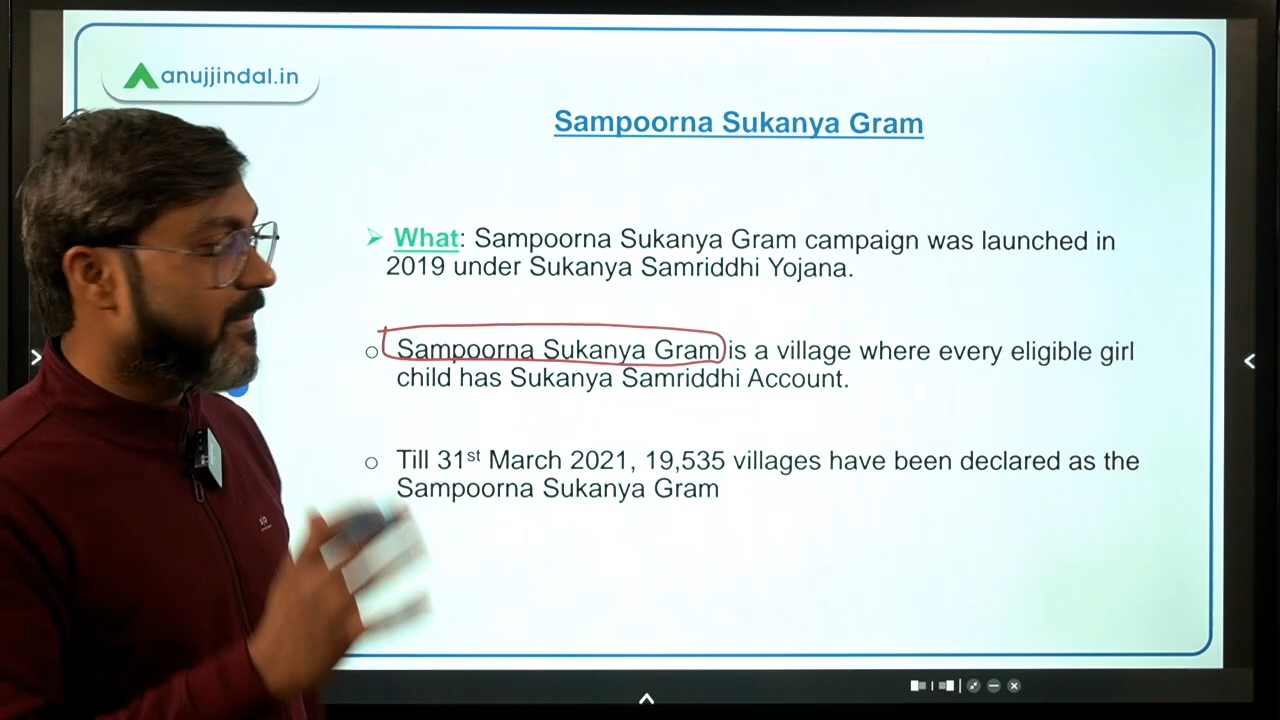 anujjindal.in
Sampoorna Sukanya Gram
What: Sampoorna Sukanya Gram campaign was launched in
2019 under Sukanya Samriddhi Yojana.
Sampoorna Sukanya Gram is a village where every eligible girl
child has Sukanya Samriddhi Account.
Till 31st March 2021, 19,535 villages have been declared as the
Sampoorna Sukanya Gram